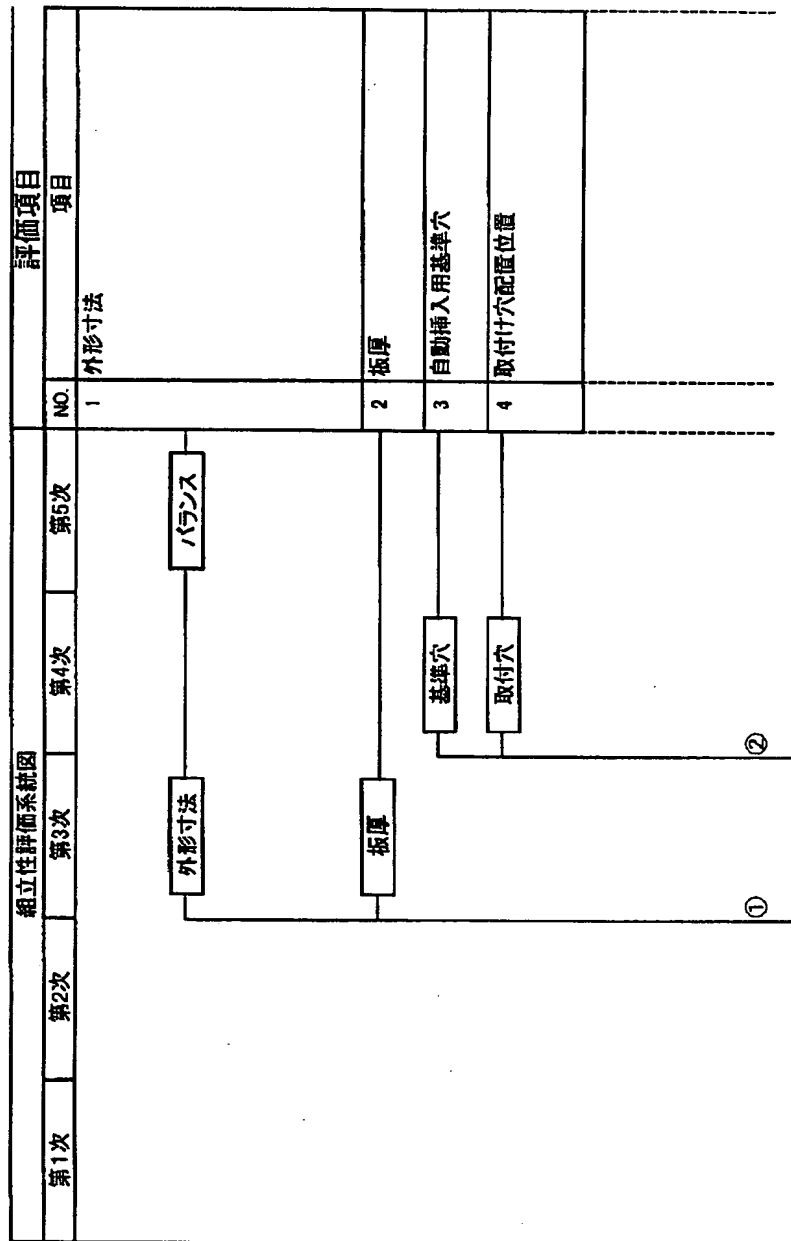 組立性評価系統図
評価項目
第1次
第2次
第3次
第4次
第5次
NO.
項目
外形寸法
バランス
1
外形寸法
板厚
2
板厚
基準穴
3
自動挿入用基準穴
取付穴
4
取付け穴配置位置
①
②